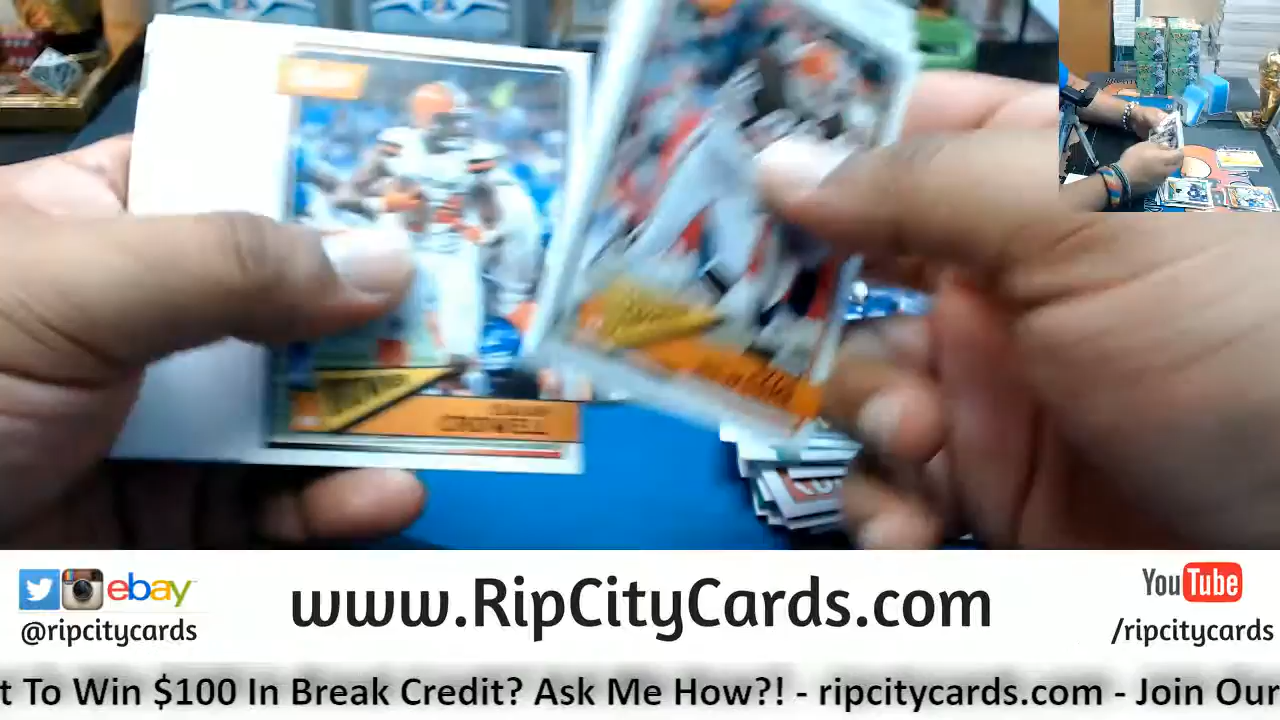 CROWELL
ebay
@ripcitycards
www.RipCityCards.com
YouTube
/ripcitycards
t To Win $100 In Break Credit? Ask Me How?! - ripcitycards.com - Join Our